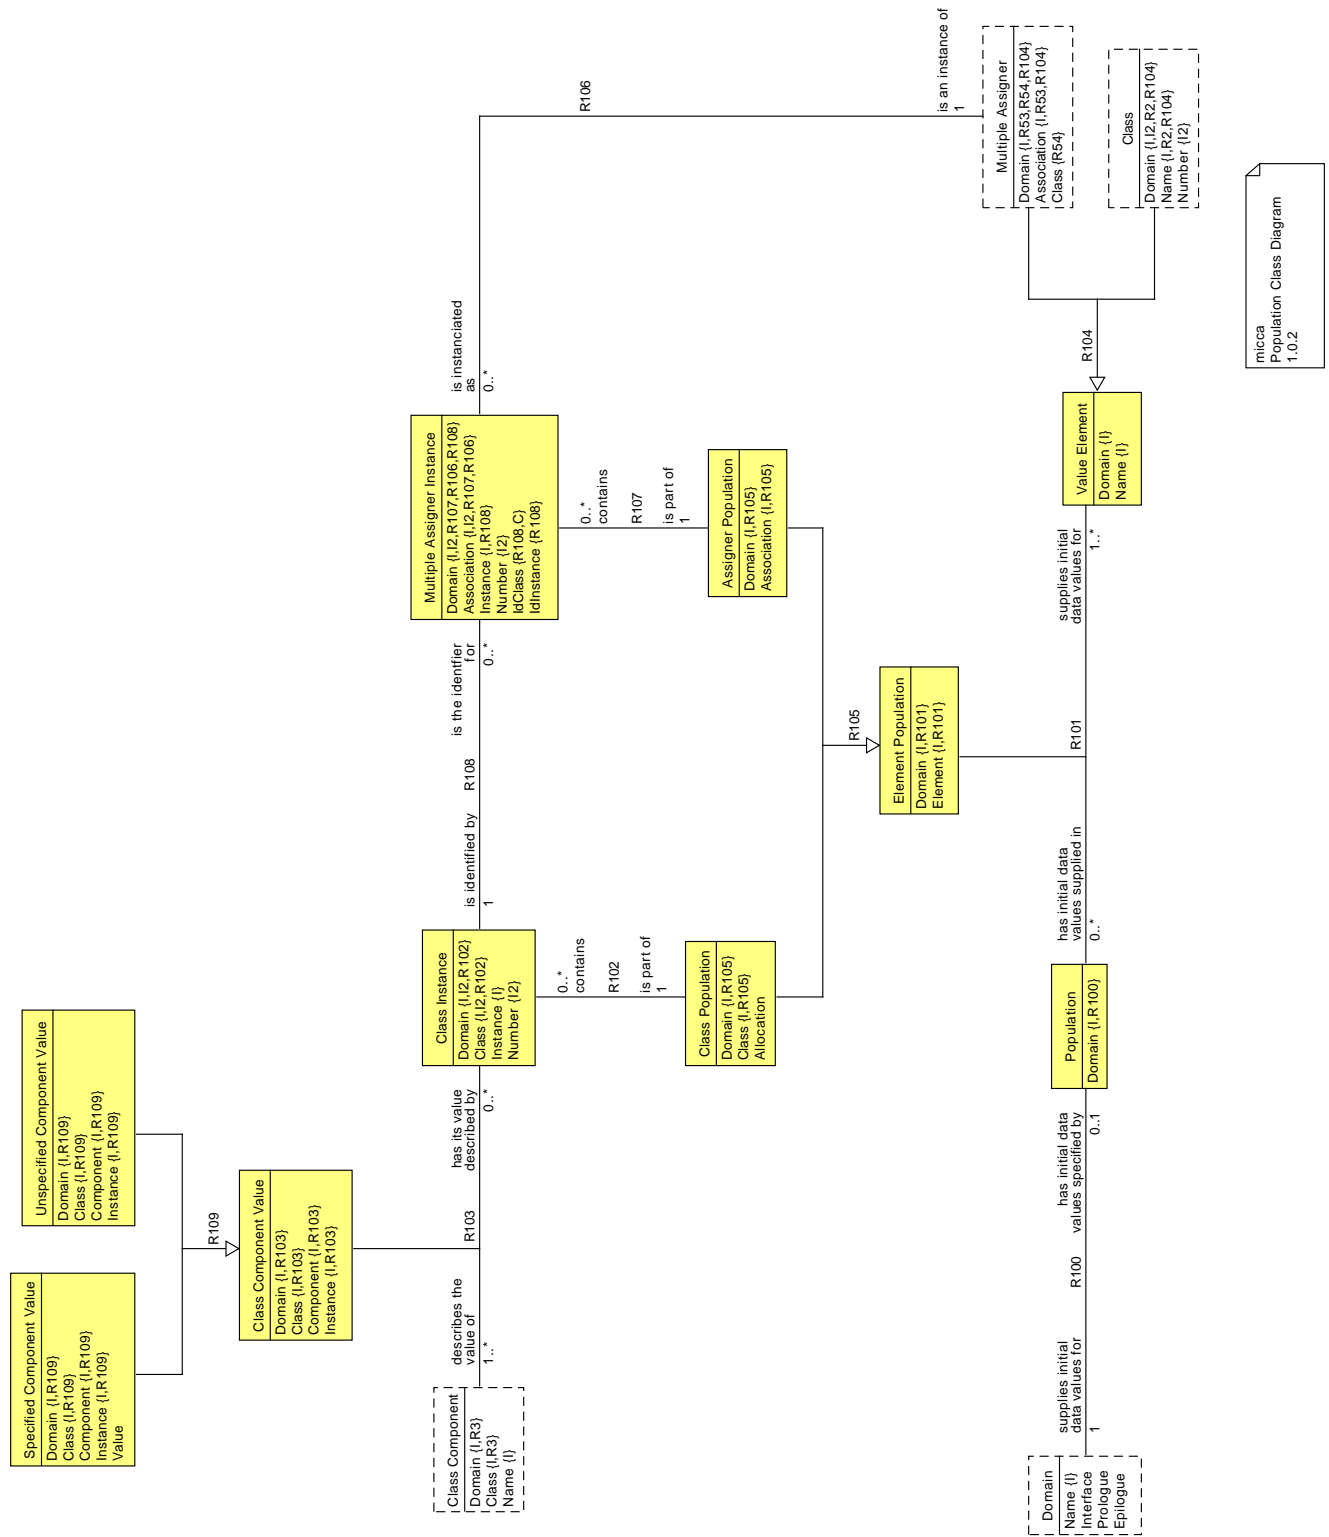 Specified Component Value
Domain {I,R109}
Class {I,R109}
Component {I,R109}
Instance {I,R109}
Value
Unspecified Component Value
Domain {I,R109}
Class {I,R109}
Component {I,R109}
Instance {I,R109}
R109
Class Component Value
Domain {I,R103}
Class {I,R103}
Component {I,R103}
Instance {I,R103}
Class Component
Domain {I,R3}
Class {I,R3}
Name {I}
describes the
value of
1..*
R103
has its value
described by
0..*
Class Instance
Domain {I,I2,R102}
Class {I,I2,R102}
Instance {I}
Number {I2}
is identified by
1
R108
is the identfier
for
0..*
Multiple Assigner Instance
Domain {I,I2,R107,R106,R108}
Association {I,I2,R107,R106}
Instance {I,R108}
Number {I2}
IdClass {R108,C}
IdInstance {R108}
is instanciated
as
0..*
R106
is an instance of
1
0..*
contains
R102
is part of
1
Class Population
Domain {I,R105}
Class {I,R105}
Allocation
0..*
contains
R107
is part of
1
Assigner Population
Domain {I,R105}
Association {I,R105}
R105
Element Population
Domain {I,R101}
Element {I,R101}
Domain
Name {I}
Interface
Prologue
Epilogue
supplies initial
data values for
1
R100
has initial data
values specified by
0..1
Population
Domain {I,R100}
has initial data
values supplied in
0..*
R101
supplies initial
data values for
1..*
Value Element
Domain {I}
Name {I}
R104
Multiple Assigner
Domain {I,R53,R54,R104}
Association {I,R53,R104}
Class {R54}
Class
Domain {I,I2,R2,R104}
Name {I,R2,R104}
Number {I2}
micca
Population Class Diagram
1.0.2